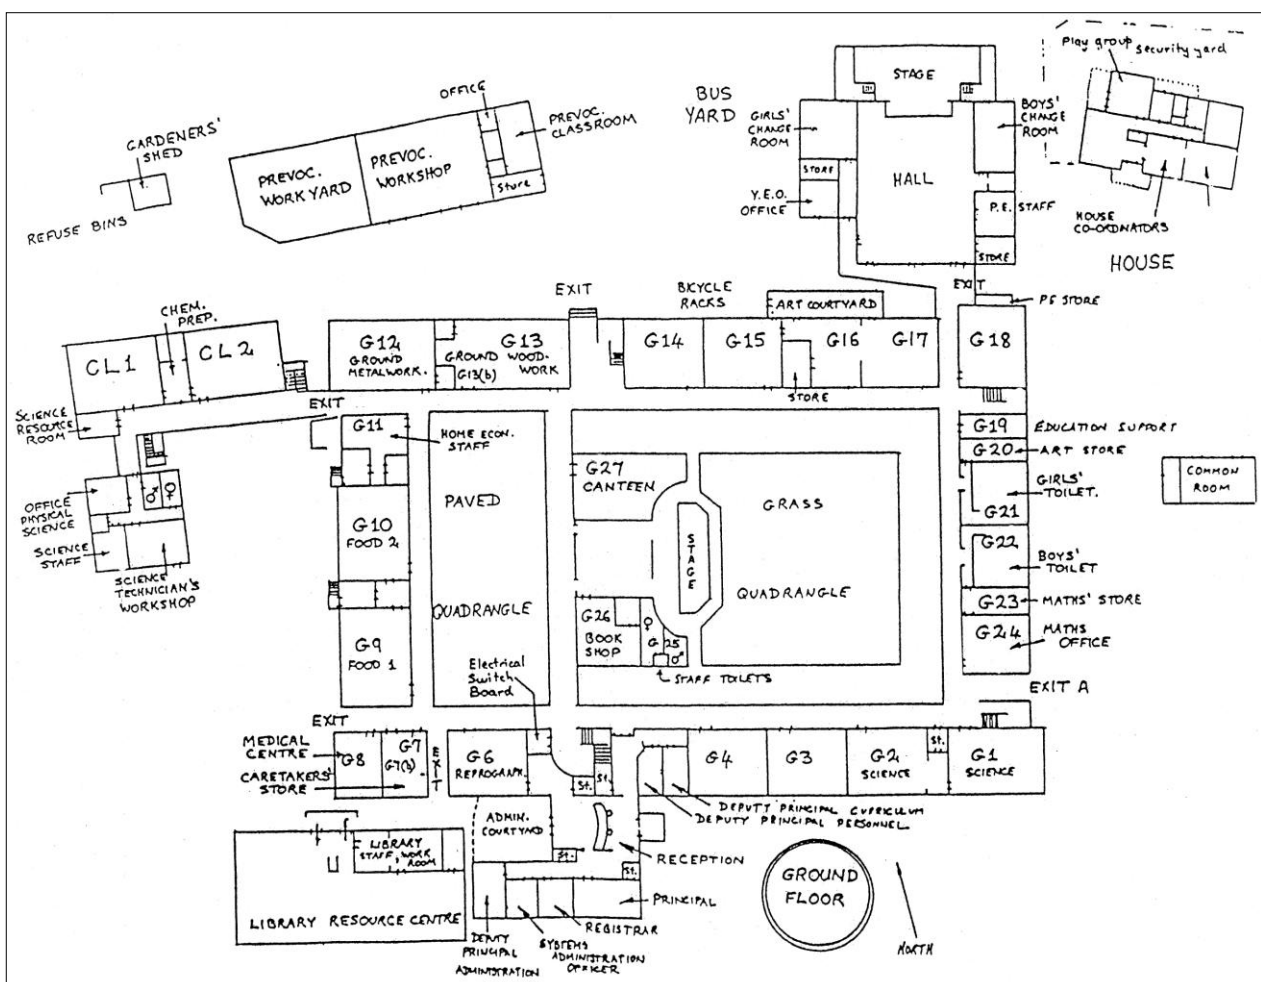 OFFICE
PREVOC.
CLASSROOM
GARDENERS'
SHED
PREVOC.
WORK YARD
PREVOC.
WORKSHOP
Store
REFUSE BINS
BUS
YARD
STAGE
GIRLS'
CHANGE
ROOM
BOYS'
CHANGE
ROOM
STORE
HALL
Y.E.O.
OFFICE
P.E. STAFF
STORE
EXIT
Play group
security yard
HOUSE
CO-ORDNATORS
HOUSE
PE STORE
CHEM.
PREP.
CL1
CL2
SCIENCE
RESOURCE
ROOM
EXIT
EXIT
BICYCLE
RACKS
ART COURTYARD
G12
GROUND
METALWORK.
G13
GROUND WOOD.
WORK
G13(b)
G14
G15
G16
G17
G18
STORE
G11
HOME ECON.
STAFF
G10
FOOD 2
G9
FOOD 1
PAVED
QUADRANGLE
G27
CANTEEN
GRASS
QUADRANGLE
STAGE
G26
BOOK
SHOP
♀
G 25
♂
STAFF TOILETS
G19
EDUCATION SUPPORT
G20
ART STORE
GIRLS'
TOILET.
G21
G22
BOYS'
TOILET
G23
MATHS' STORE
G24
MATHS
OFFICE
EXIT A
COMMON
ROOM
OFFICE
PHYSICAL
SCIENCE
♂ ♀
SCIENCE
STAFF
SCIENCE
TECHNICIAN'S
WORKSHOP
Electrical
Switch
Board
EXIT
MEDICAL
CENTRE
CARETAKERS'
STORE
G8
G7
G7(b)
EXIT
G6
REPROGRAPH.
St.
St.
G4
G3
G2
SCIENCE
St.
G1
SCIENCE
DEPUTY PRINCIPAL CURRICULUM
DEPUTY PRINCIPAL PERSONNEL
ADMIN.
COURTYARD
St.
RECEPTION
St.
LIBRARY
STAFF, WORK
ROOM
LIBRARY RESOURCE CENTRE
PRINCIPAL
REGISTRAR
SYSTEMS
ADMINISTRATION
OFFICER
DEPUTY
PRINCIPAL
ADMINISTRATION
GROUND
FLOOR
NORTH